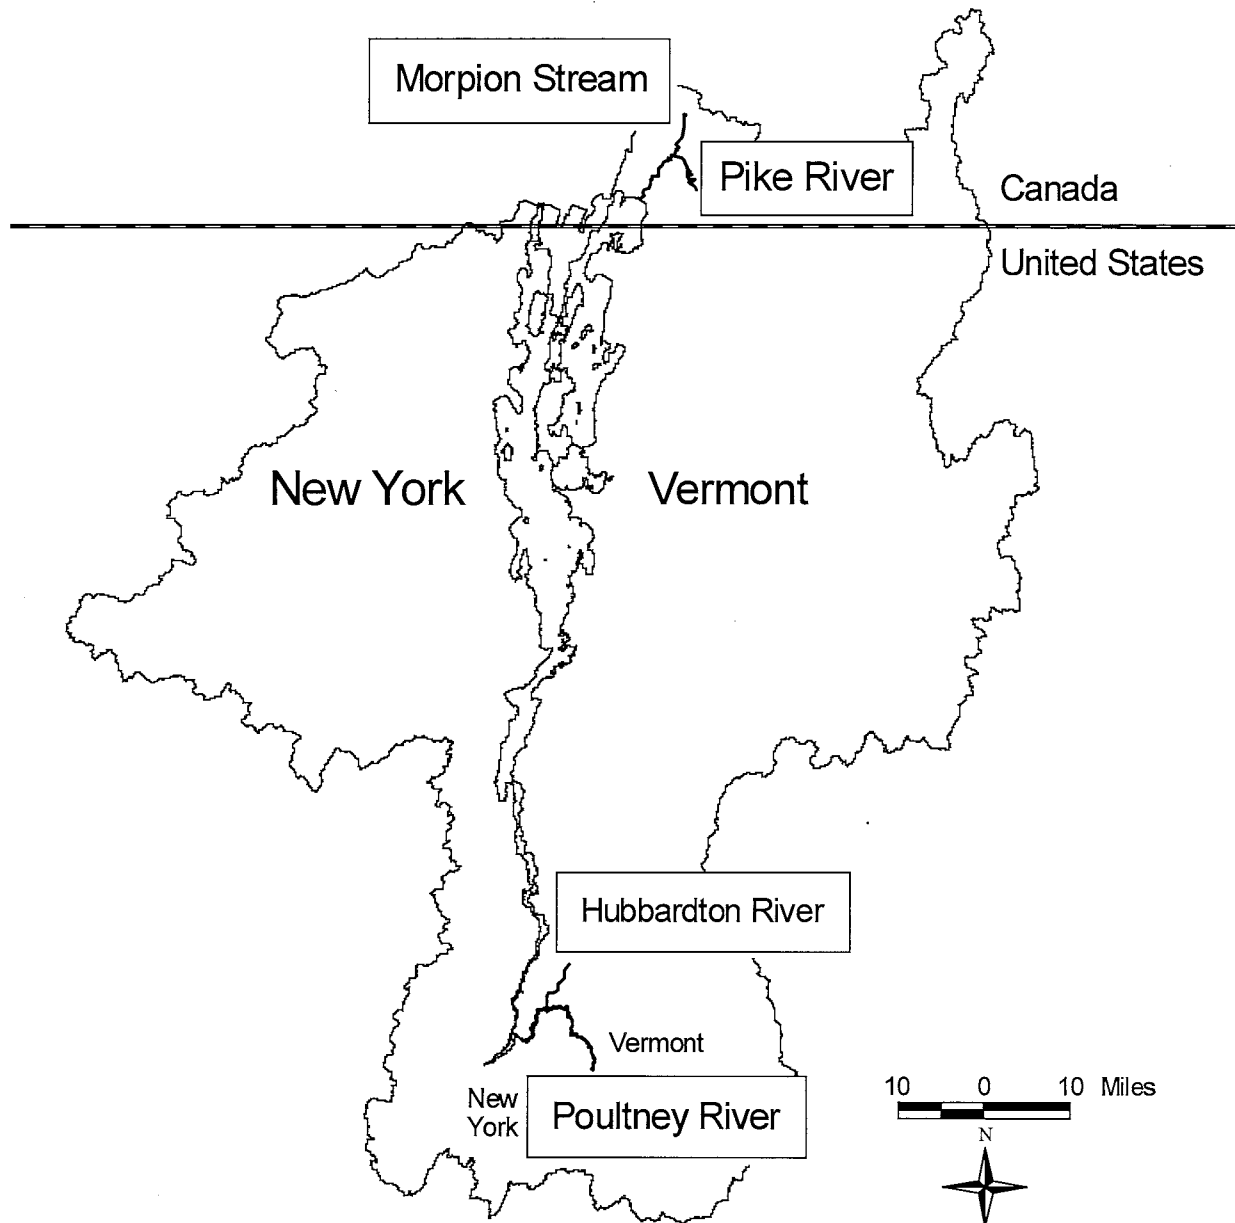 Morpion Stream
Pike River
Canada
United States
New York
Vermont
Hubbardton River
Vermont
New
York
Poultney River
10 0 10 Miles
N